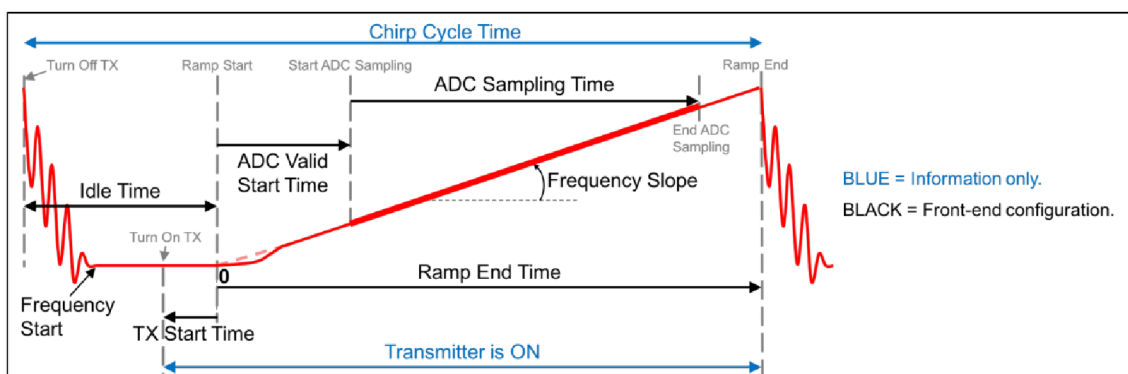 Chirp Cycle Time
Turn Off TX
Ramp Start
Start ADC Sampling
Ramp End
ADC Sampling Time
End ADC
Sampling
ADC Valid
Start Time
Frequency Slope
BLUE = Information only.
Idle Time
BLACK = Front-end configuration.
Turn On TX
0
Ramp End Time
Frequency
Start
TX Start Time
Transmitter is ON